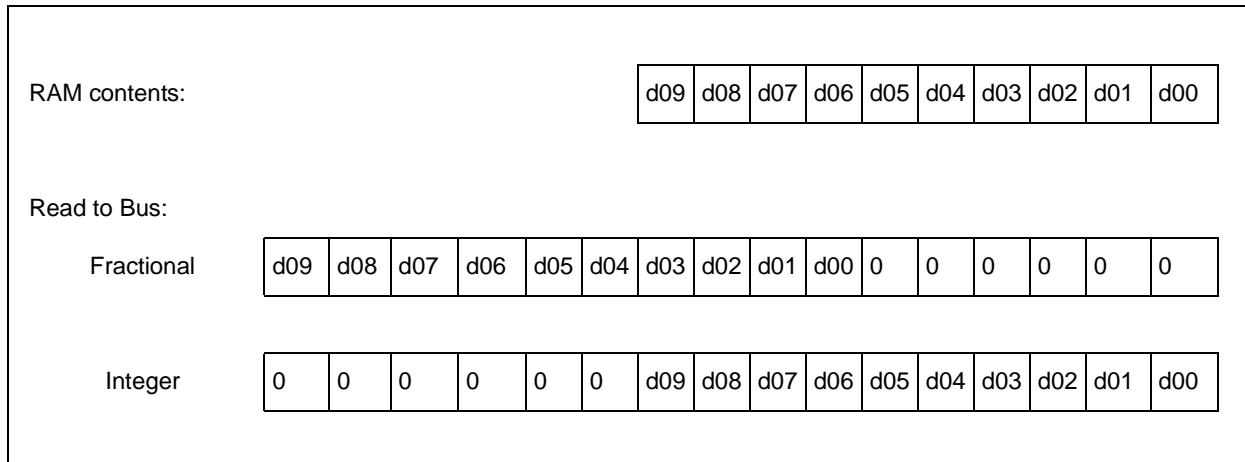 RAM contents: d09 d08 d07 d06 d05 d04 d03 d02 d01 d00
Read to Bus:
Fractional d09 d08 d07 d06 d05 d04 d03 d02 d01 d00 0 0 0 0 0 0
Integer 0 0 0 0 0 0 d09 d08 d07 d06 d05 d04 d03 d02 d01 d00